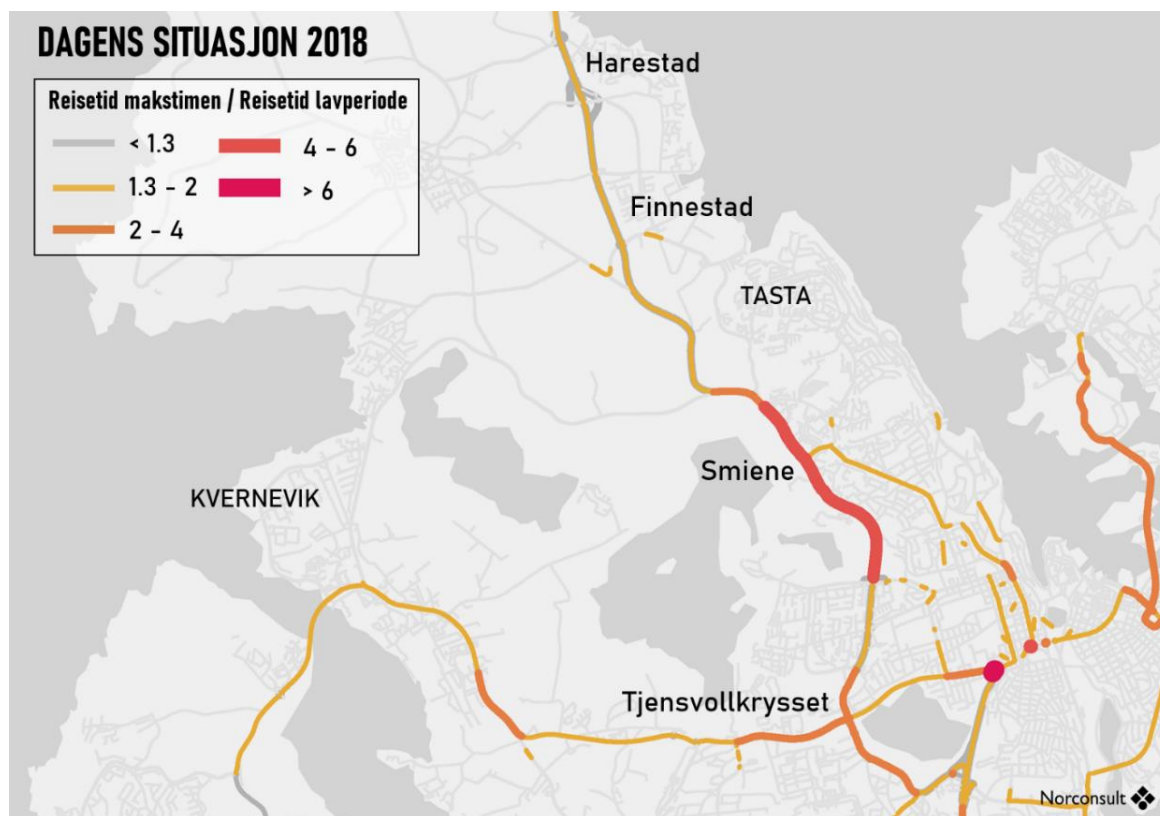 DAGENS SITUASJON 2018
Reisetid makstimen / Reisetid lavperiode
< 1.3
4 - 6
1.3 - 2
> 6
2 - 4
Harestad
Finnestad
TASTA
Smiene
KVERNEVIK
Tjensvollkrysset
Norconsult